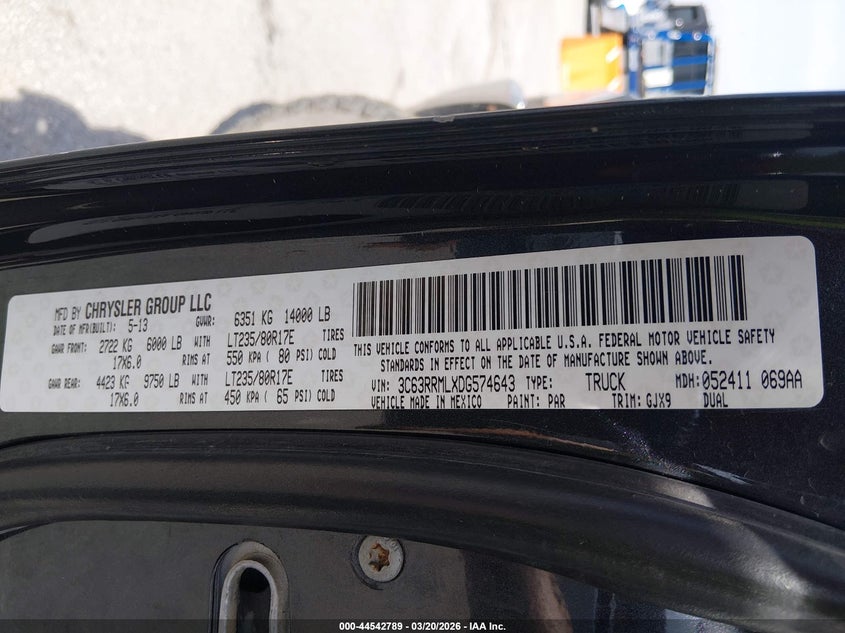 MFD BY CHRYSLER GROUP LLC
DATE OF MFR(BUILT): 5-13 GVWR: 6351 KG 14000 LB
GAWR FRONT: 2722 KG 6000 LB LT235/80R17E TIRES
17X6.0 RIMS AT 550 KPA ( 80 PSI) COLD
GAWR REAR: 4423 KG 9750 LB LT235/80R17E TIRES
17X6.0 RIMS AT 450 KPA ( 65 PSI) COLD
THIS VEHICLE CONFORMS TO ALL APPLICABLE U.S.A. FEDERAL MOTOR VEHICLE SAFETY
STANDARDS IN EFFECT ON THE DATE OF MANUFACTURE SHOWN ABOVE.
VIN: 3C63RRMLXDG574643 TYPE: TRUCK MDH: 052411 069AA
VEHICLE MADE IN MEXICO PAINT: PAR TRIM: GJX9 DUAL
000-44542789 - 03/20/2026 - IAA Inc.